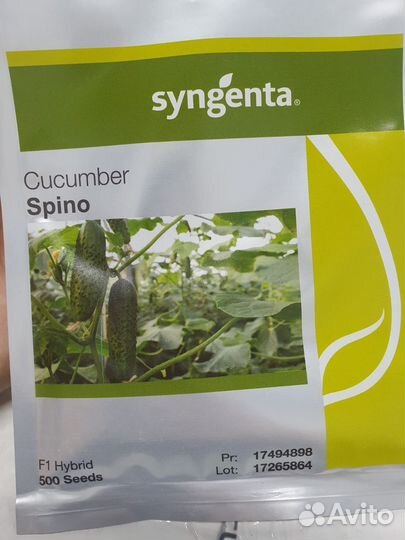 syngenta®
Cucumber
Spino
F1 Hybrid
500 Seeds
Pr: 17494898
Lot: 17265864
Avito